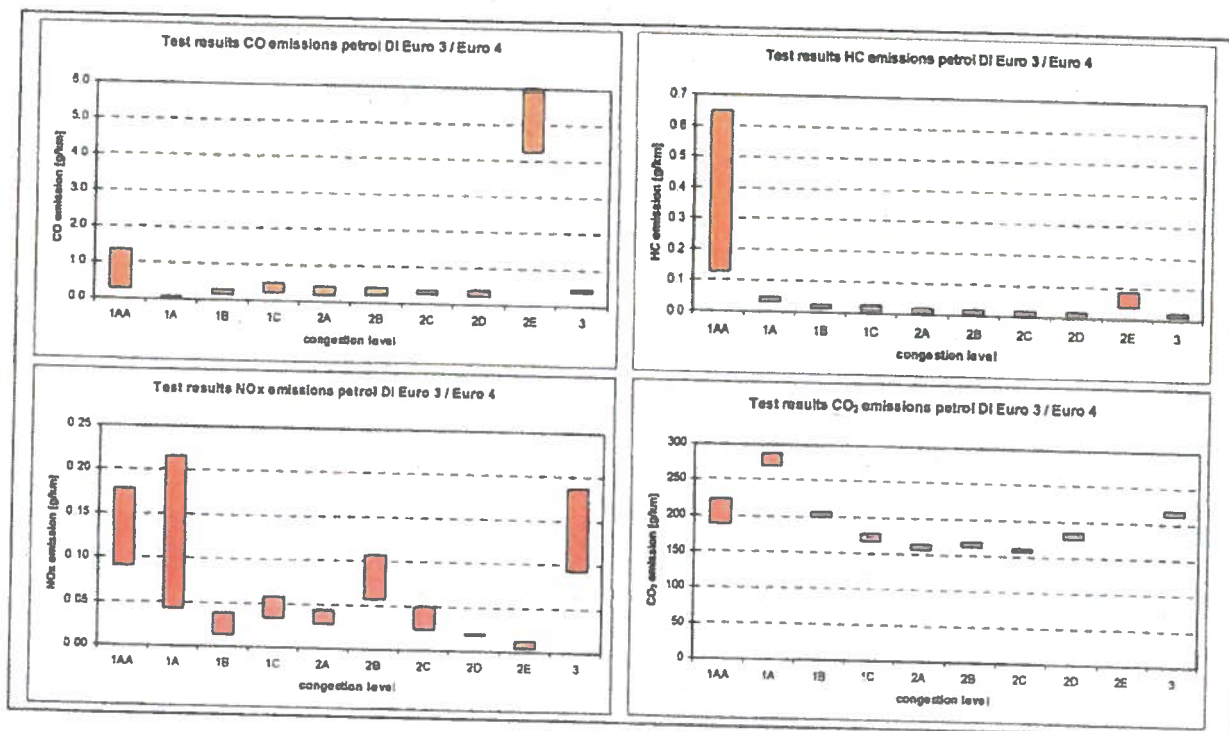 Test results CO emissions petrol DI Euro 3 / Euro 4
CO emission [g/km]
6.0
5.0
4.0
3.0
2.0
1.0
0.0
1AA 1A 1B 1C 2A 2B 2C 2D 2E 3
congestion level
Test results HC emissions petrol DI Euro 3 / Euro 4
HC emission [g/km]
0.7
0.6
0.5
0.4
0.3
0.2
0.1
0.0
1AA 1A 1B 1C 2A 2B 2C 2D 2E 3
congestion level
Test results NOx emissions petrol DI Euro 3 / Euro 4
NOx emission [g/km]
0.25
0.20
0.15
0.10
0.05
0.00
1AA 1A 1B 1C 2A 2B 2C 2D 2E 3
congestion level
Test results CO₂ emissions petrol DI Euro 3 / Euro 4
CO₂ emission [g/km]
300
250
200
150
100
50
0
1AA 1A 1B 1C 2A 2B 2C 2D 2E 3
congestion level